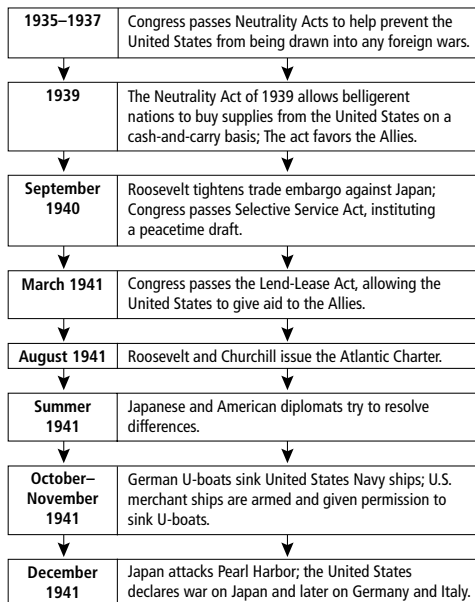 1935–1937
Congress passes Neutrality Acts to help prevent the
United States from being drawn into any foreign wars.
1939
The Neutrality Act of 1939 allows belligerent
nations to buy supplies from the United States on a
cash-and-carry basis; The act favors the Allies.
September
1940
Roosevelt tightens trade embargo against Japan;
Congress passes Selective Service Act, instituting
a peacetime draft.
March 1941
Congress passes the Lend-Lease Act, allowing the
United States to give aid to the Allies.
August 1941
Roosevelt and Churchill issue the Atlantic Charter.
Summer
1941
Japanese and American diplomats try to resolve
differences.
October–
November
1941
German U-boats sink United States Navy ships; U.S.
merchant ships are armed and given permission to
sink U-boats.
December
1941
Japan attacks Pearl Harbor; the United States
declares war on Japan and later on Germany and Italy.